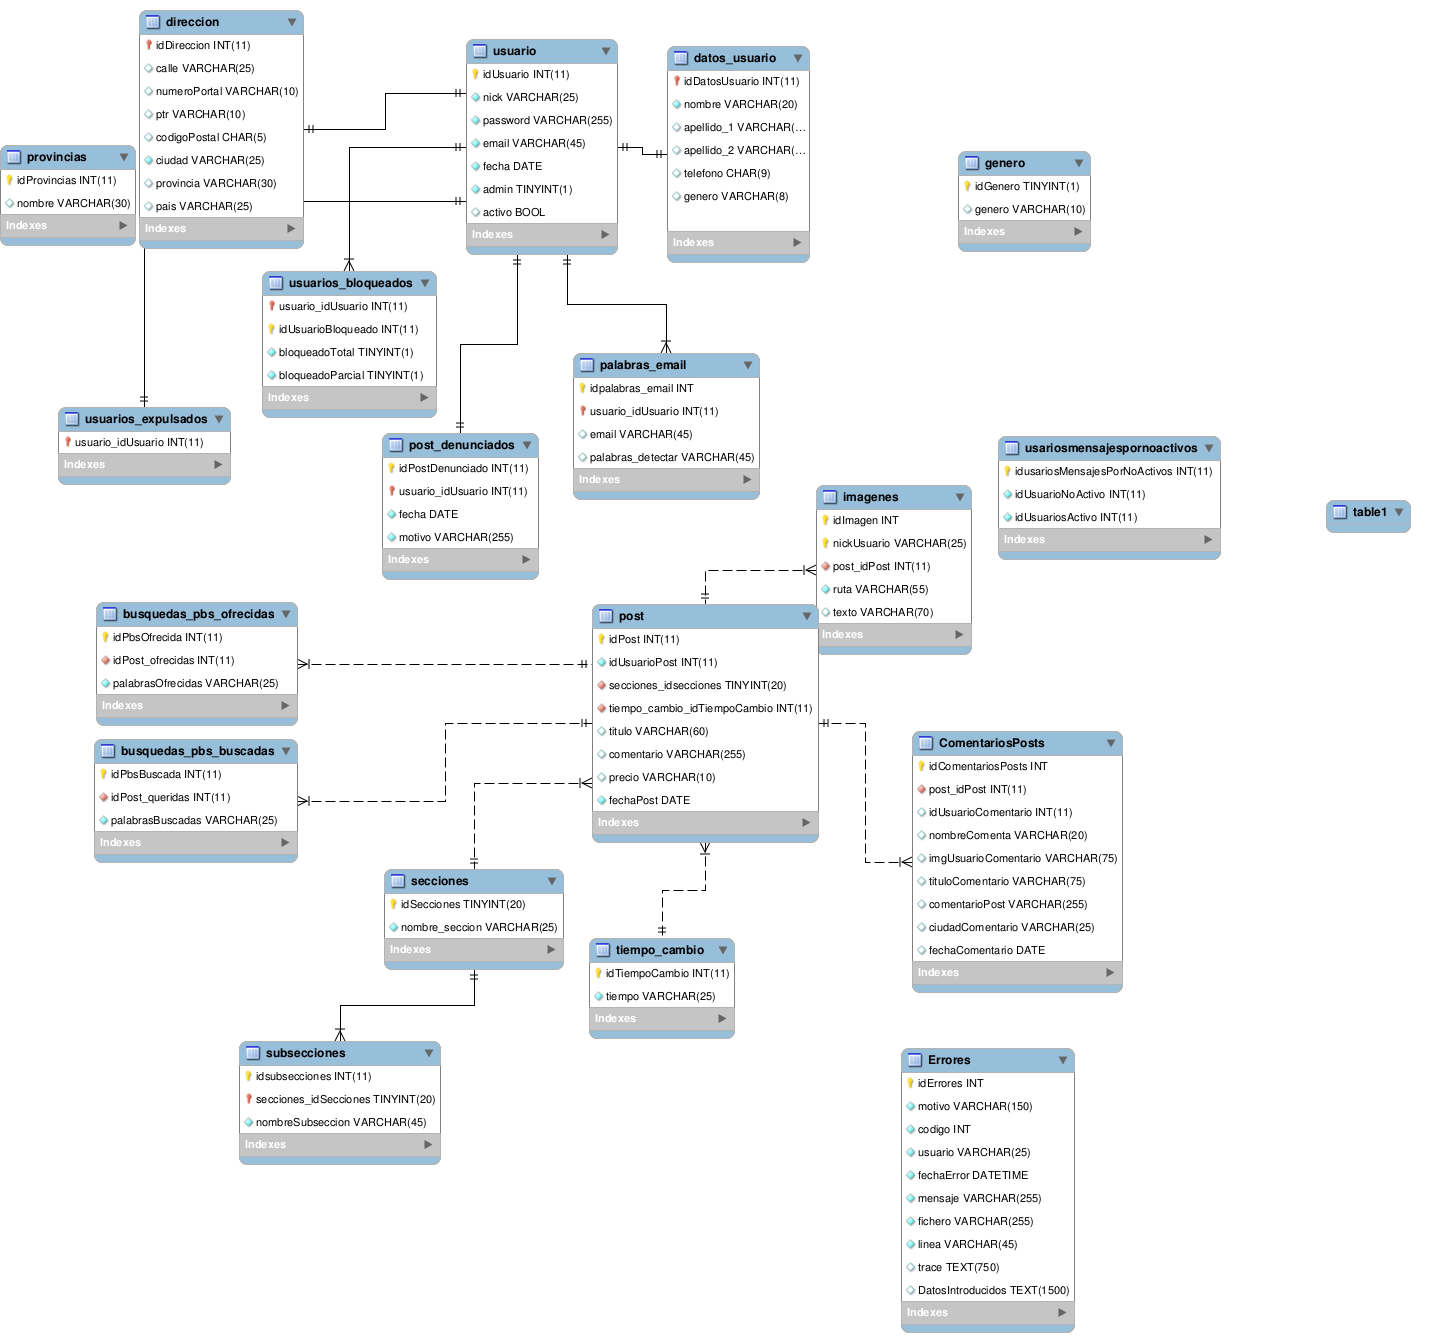 direccion
idDireccion INT(11)
calle VARCHAR(25)
numeroPortal VARCHAR(10)
ptr VARCHAR(10)
codigoPostal CHAR(5)
ciudad VARCHAR(25)
provincia VARCHAR(30)
pais VARCHAR(25)
Indexes
usuario
idUsuario INT(11)
nick VARCHAR(25)
password VARCHAR(255)
email VARCHAR(45)
fecha DATE
admin TINYINT(1)
activo BOOL
Indexes
datos_usuario
idDatosUsuario INT(11)
nombre VARCHAR(20)
apellido_1 VARCHAR(...
apellido_2 VARCHAR(...
telefono CHAR(9)
genero VARCHAR(8)
Indexes
provincias
idProvincias INT(11)
nombre VARCHAR(30)
Indexes
genero
idGenero TINYINT(1)
genero VARCHAR(10)
Indexes
usuarios_bloqueados
usuario_idUsuario INT(11)
idUsuarioBloqueado INT(11)
bloqueadoTotal TINYINT(1)
bloqueadoParcial TINYINT(1)
Indexes
palabras_email
idpalabras_email INT
usuario_idUsuario INT(11)
email VARCHAR(45)
palabras_detectar VARCHAR(45)
Indexes
usuarios_expulsados
usuario_idUsuario INT(11)
Indexes
post_denunciados
idPostDenunciado INT(11)
usuario_idUsuario INT(11)
fecha DATE
motivo VARCHAR(255)
Indexes
usariosmensajespornoactivos
idusariosMensajesPorNoActivos INT(11)
idUsuarioNoActivo INT(11)
idUsuariosActivo INT(11)
Indexes
table1
imagenes
idImagen INT
nickUsuario VARCHAR(25)
post_idPost INT(11)
ruta VARCHAR(55)
texto VARCHAR(70)
Indexes
busquedas_pbs_ofrecidas
idPbsOfrecida INT(11)
idPost_ofrecidas INT(11)
palabrasOfrecidas VARCHAR(25)
Indexes
post
idPost INT(11)
idUsuarioPost INT(11)
secciones_idsecciones TINYINT(20)
tiempo_cambio_idTiempoCambio INT(11)
titulo VARCHAR(60)
comentario VARCHAR(255)
precio VARCHAR(10)
fechaPost DATE
Indexes
busquedas_pbs_buscadas
idPbsBuscada INT(11)
idPost_queridas INT(11)
palabrasBuscadas VARCHAR(25)
Indexes
ComentariosPosts
idComentariosPosts INT
post_idPost INT(11)
idUsuarioComentario INT(11)
nombreComenta VARCHAR(20)
imgUsuarioComentario VARCHAR(75)
tituloComentario VARCHAR(75)
comentarioPost VARCHAR(255)
ciudadComentario VARCHAR(25)
fechaComentario DATE
Indexes
secciones
idSecciones TINYINT(20)
nombre_seccion VARCHAR(25)
Indexes
tiempo_cambio
idTiempoCambio INT(11)
tiempo VARCHAR(25)
Indexes
subsecciones
idsubsecciones INT(11)
secciones_idSecciones TINYINT(20)
nombreSubseccion VARCHAR(45)
Indexes
Errores
idErrores INT
motivo VARCHAR(150)
codigo INT
usuario VARCHAR(25)
fechaError DATETIME
mensaje VARCHAR(255)
fichero VARCHAR(255)
linea VARCHAR(45)
trace TEXT(750)
DatosIntroducidos TEXT(1500)
Indexes